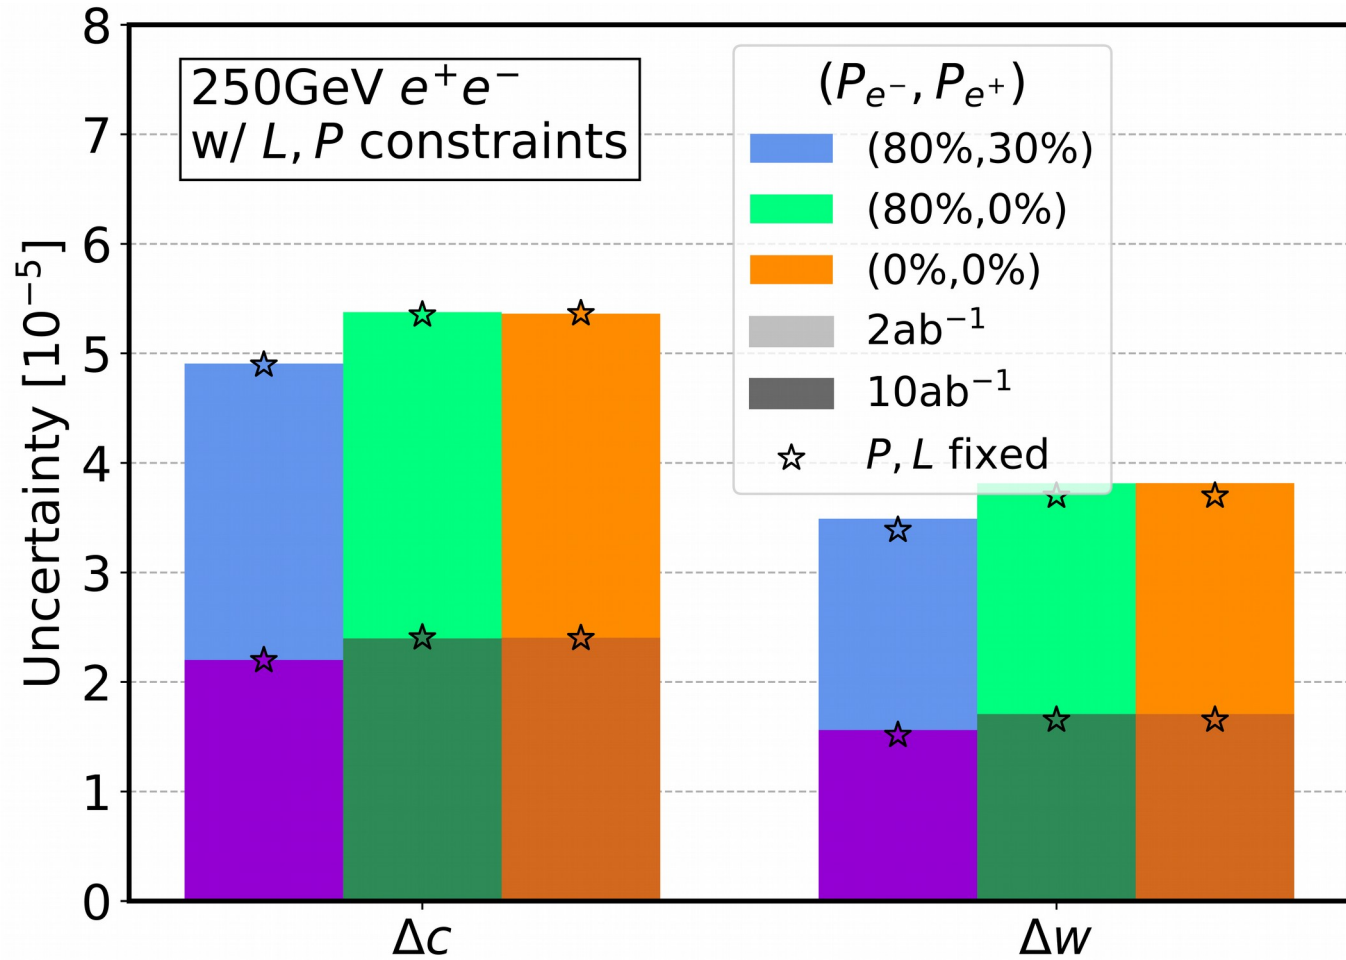 8
7
6
5
4
3
2
1
0
Uncertainty [10⁻⁵]
250GeV e⁺e⁻
w/ L, P constraints
(Pₑ⁻, Pₑ⁺)
(80%,30%)
(80%,0%)
(0%,0%)
2ab⁻¹
10ab⁻¹
P, L fixed
Δc
Δw